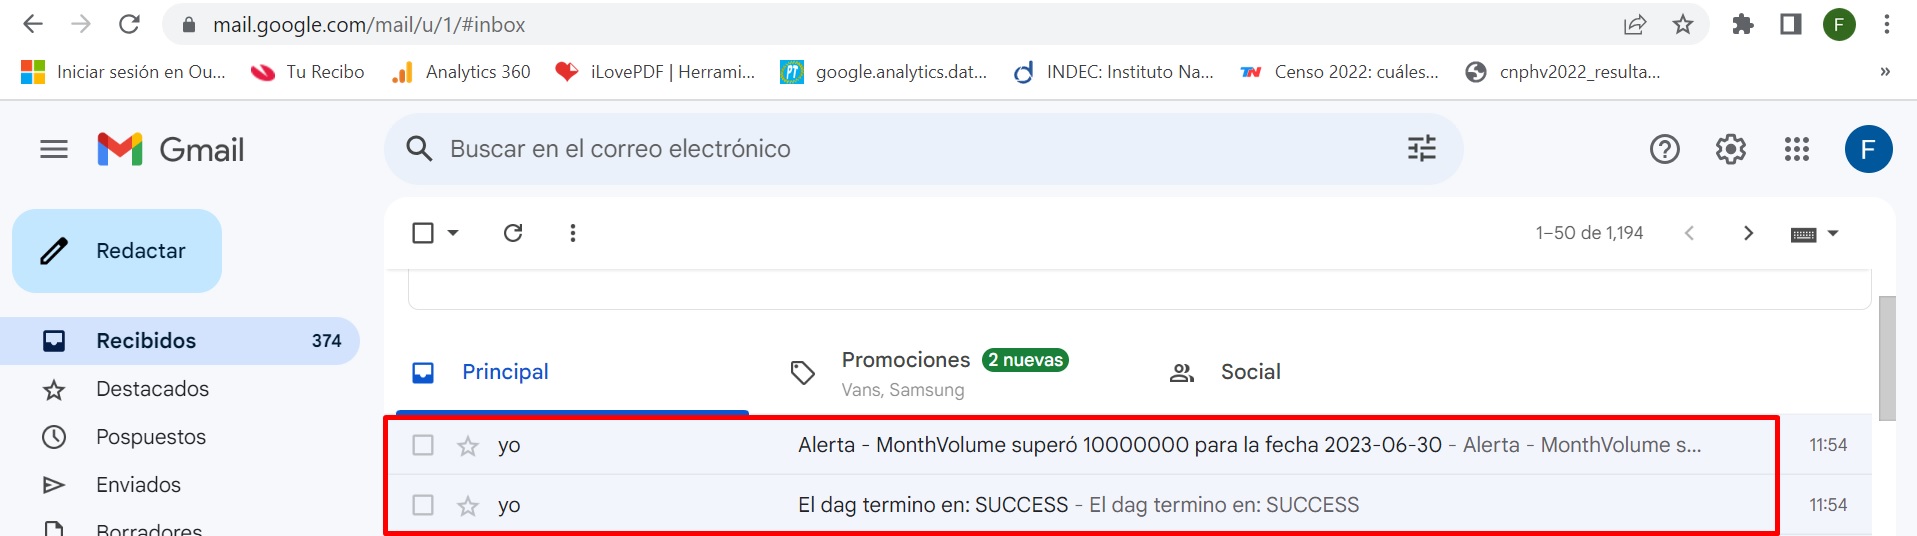 mail.google.com/mail/u/1/#inbox
F
Iniciar sesión en Ou... Tu Recibo Analytics 360 iLovePDF | Herrami... PT google.analytics.dat... INDEC: Instituto Na... TN Censo 2022: cuáles... cnphv2022_resulta... »
Gmail Buscar en el correo electrónico F
Redactar
1–50 de 1,194
Recibidos 374
Destacados
Pospuestos
Enviados
Borradores
Principal
Promociones 2 nuevas
Vans, Samsung
Social
yo Alerta - MonthVolume superó 10000000 para la fecha 2023-06-30 - Alerta - MonthVolume s... 11:54
yo El dag termino en: SUCCESS - El dag termino en: SUCCESS 11:54